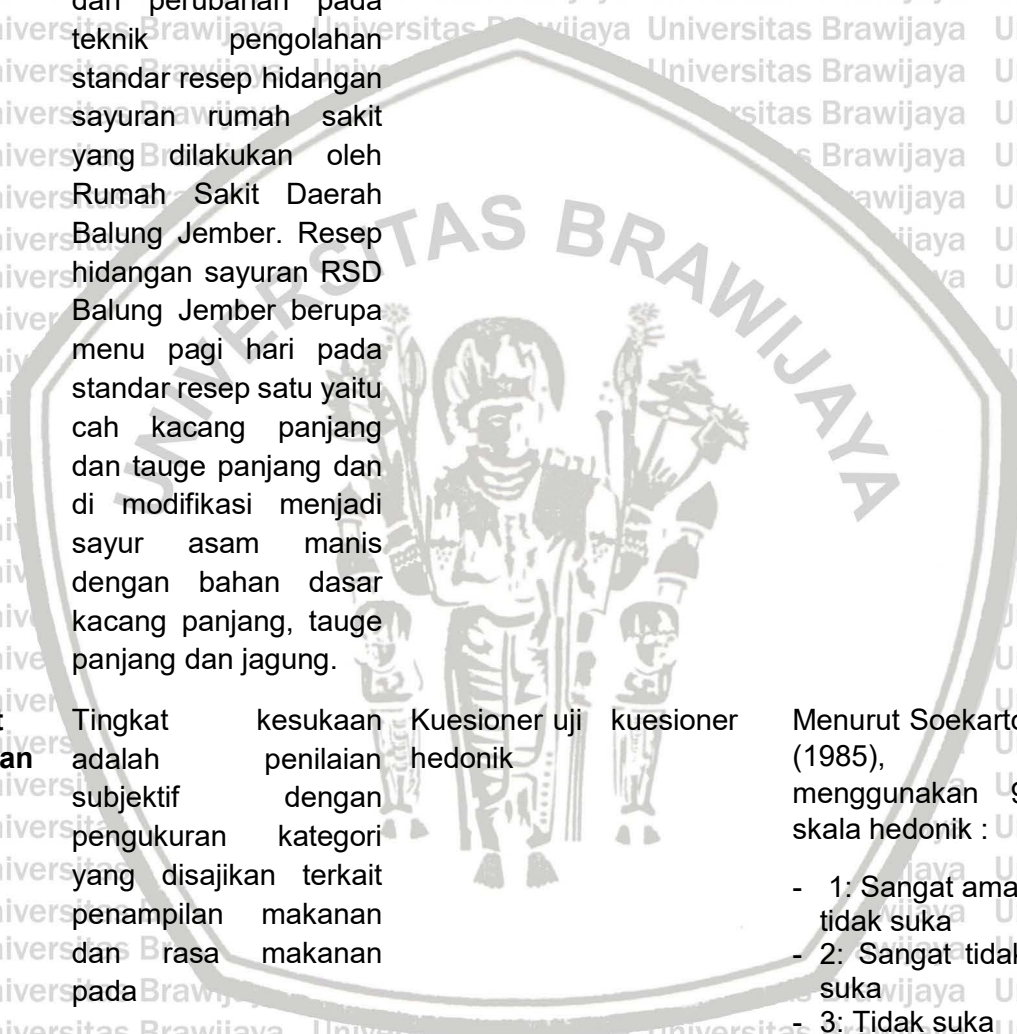 dan perubahan pada
teknik pengolahan
standar resep hidangan
sayuran rumah sakit
yang dilakukan oleh
Rumah Sakit Daerah
Balung Jember. Resep
hidangan sayuran RSD
Balung Jember berupa
menu pagi hari pada
standar resep satu yaitu
cah kacang panjang
dan tauge panjang dan
di modifikasi menjadi
sayur asam manis
dengan bahan dasar
kacang panjang, tauge
panjang dan jagung.
Tingkat kesukaan
adalah penilaian
subjektif dengan
pengukuran kategori
yang disajikan terkait
penampilan makanan
dan rasa makanan
pada
Kuesioner uji
hedonik
kuesioner
Menurut Soekarto
(1985),
menggunakan 9
skala hedonik :
- 1: Sangat amat
tidak suka
- 2: Sangat tidak
suka
- 3: Tidak suka
UNIVERSITAS BRAWIJAYA